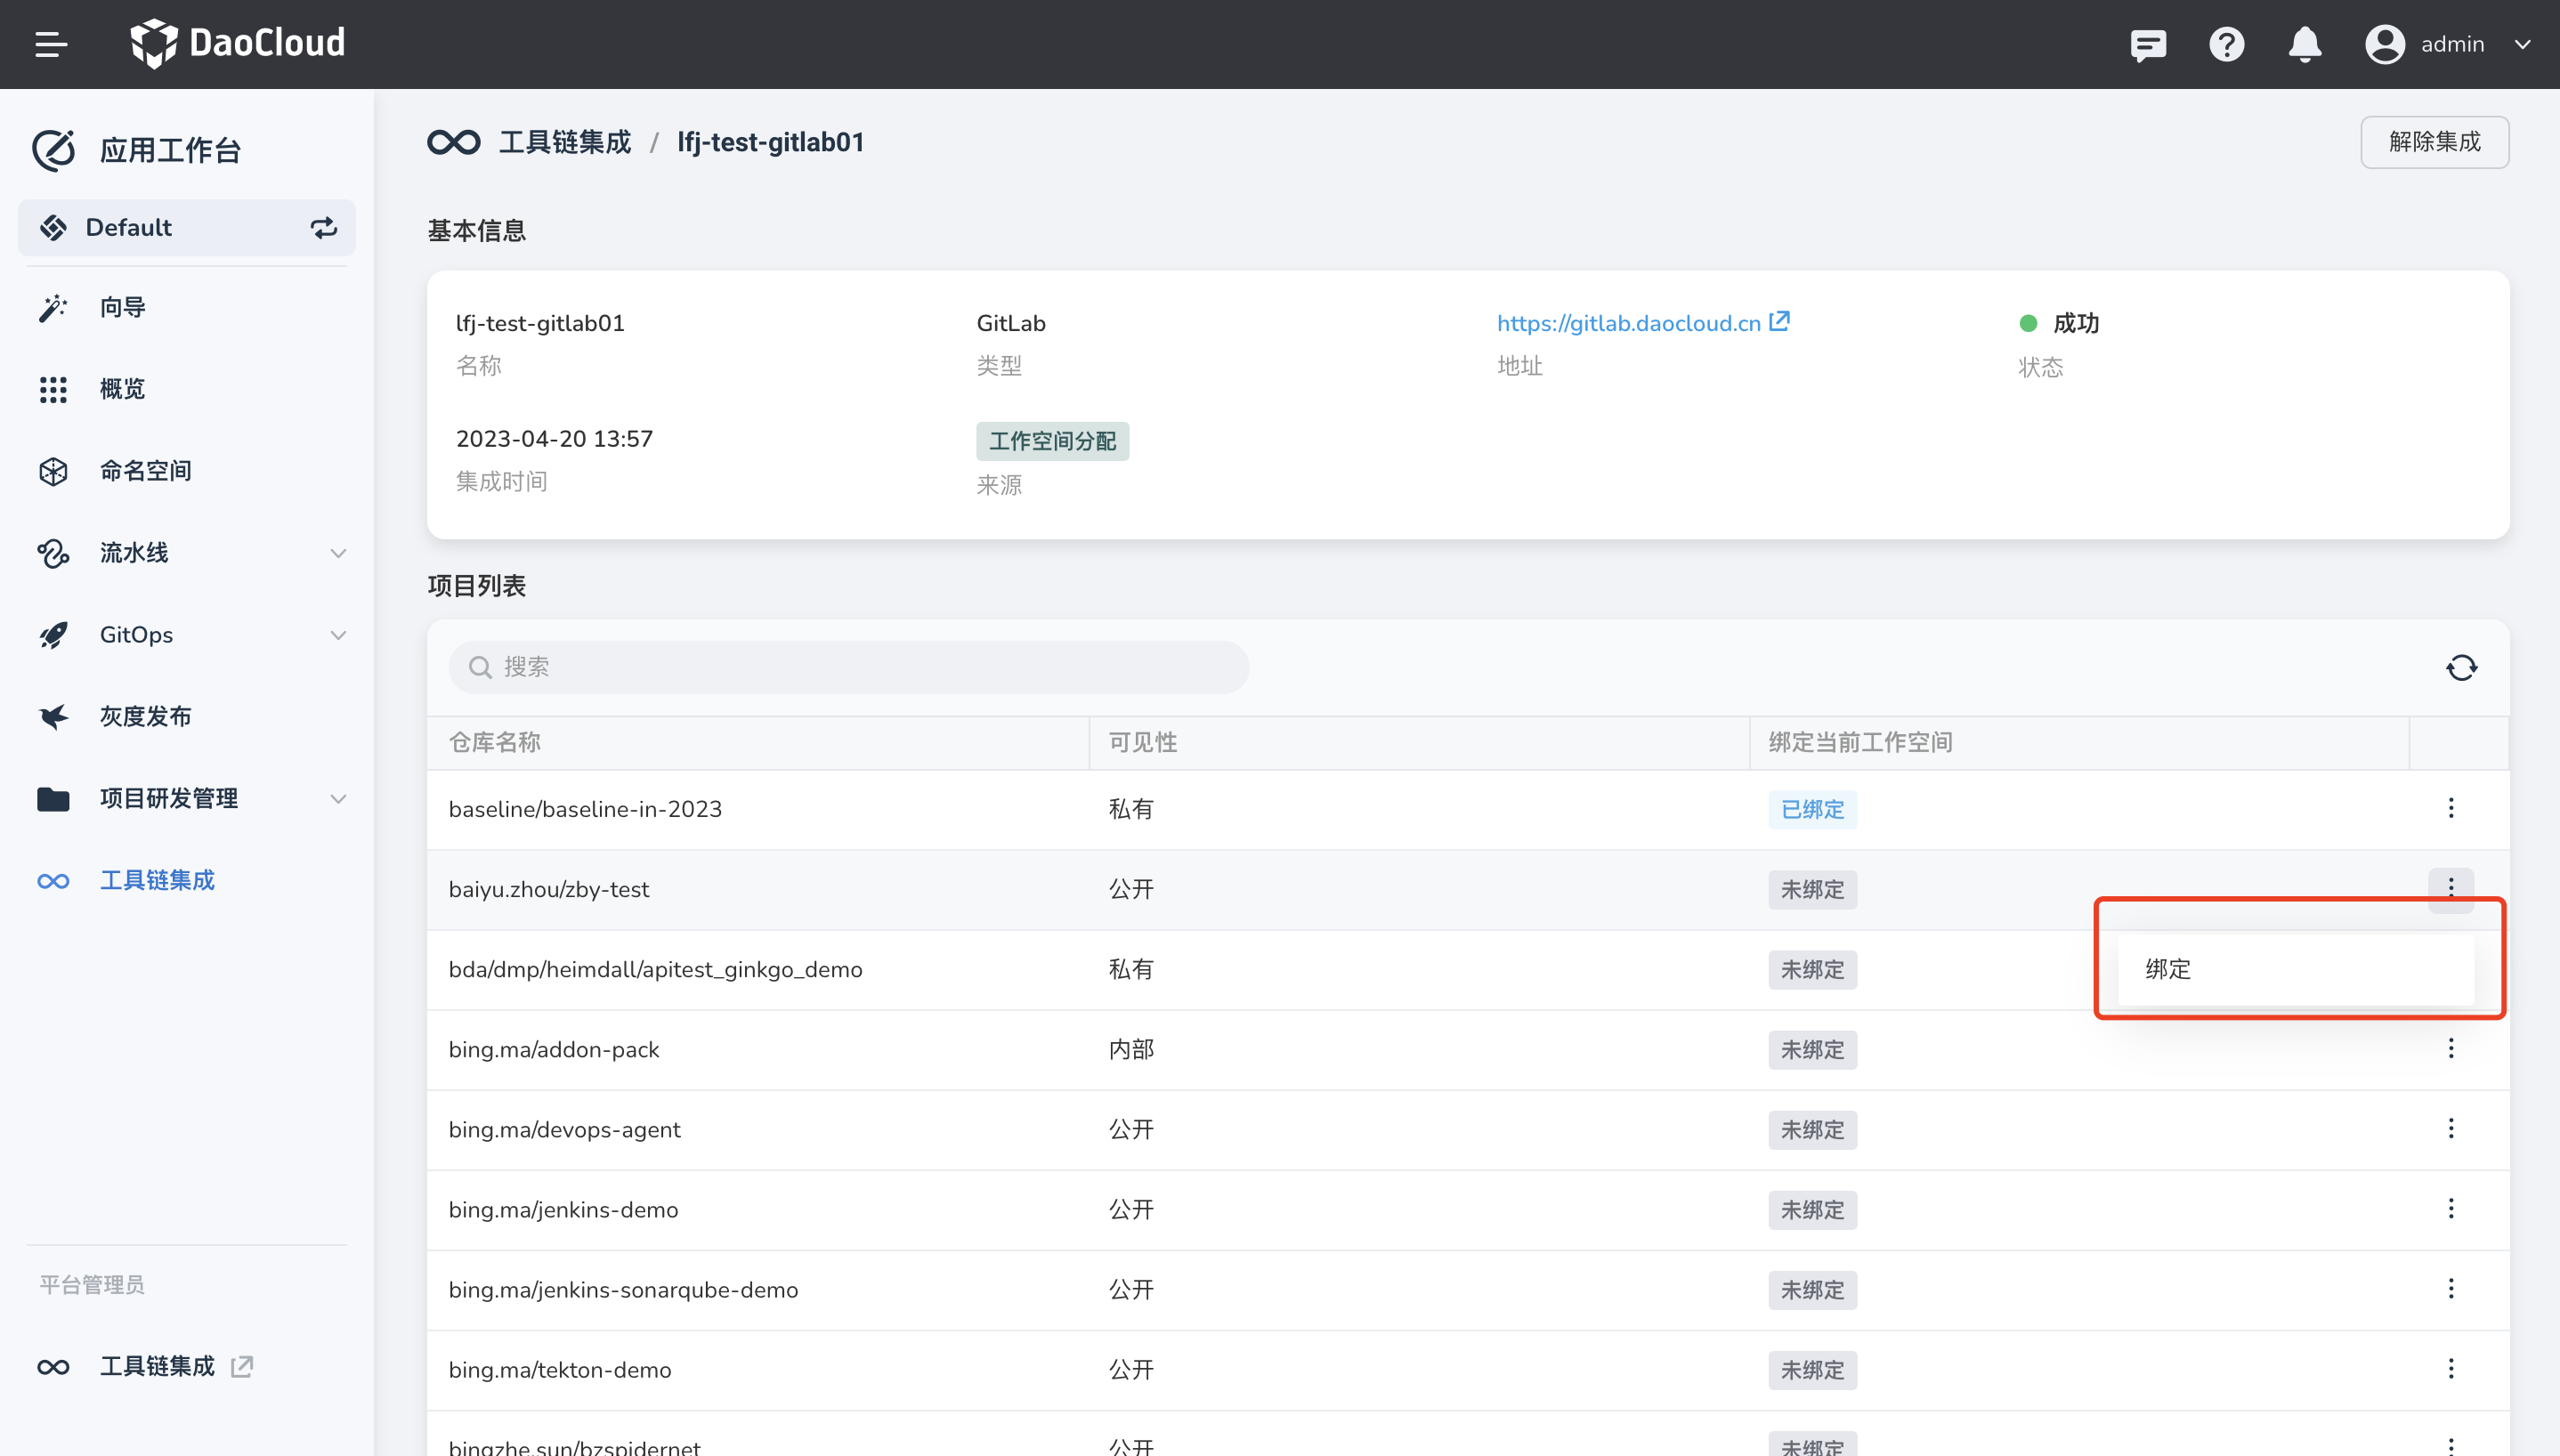 DaoCloud
admin
应用工作台
Default
向导
概览
命名空间
流水线
GitOps
灰度发布
项目研发管理
工具链集成
平台管理员
工具链集成
工具链集成 / lfj-test-gitlab01
解除集成
基本信息
lfj-test-gitlab01
名称
GitLab
类型
https://gitlab.daocloud.cn
地址
成功
状态
2023-04-20 13:57
集成时间
工作空间分配
来源
项目列表
搜索
仓库名称 可见性 绑定当前工作空间
baseline/baseline-in-2023 私有 已绑定
baiyu.zhou/zby-test 公开 未绑定
bda/dmp/heimdall/apitest_ginkgo_demo 私有 未绑定
绑定
bing.ma/addon-pack 内部 未绑定
bing.ma/devops-agent 公开 未绑定
bing.ma/jenkins-demo 公开 未绑定
bing.ma/jenkins-sonarqube-demo 公开 未绑定
bing.ma/tekton-demo 公开 未绑定
bingzhe.sun/bzspidernet 公开 未绑定